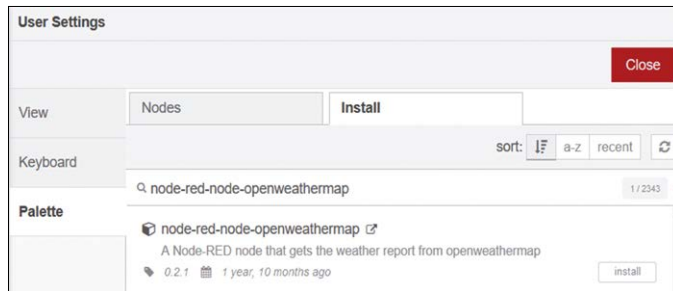 User Settings
Close
View
Nodes
Install
sort: a-z recent
Keyboard
node-red-node-openweathermap
1 / 2343
Palette
node-red-node-openweathermap
A Node-RED node that gets the weather report from openweathermap
0.2.1 1 year, 10 months ago
install